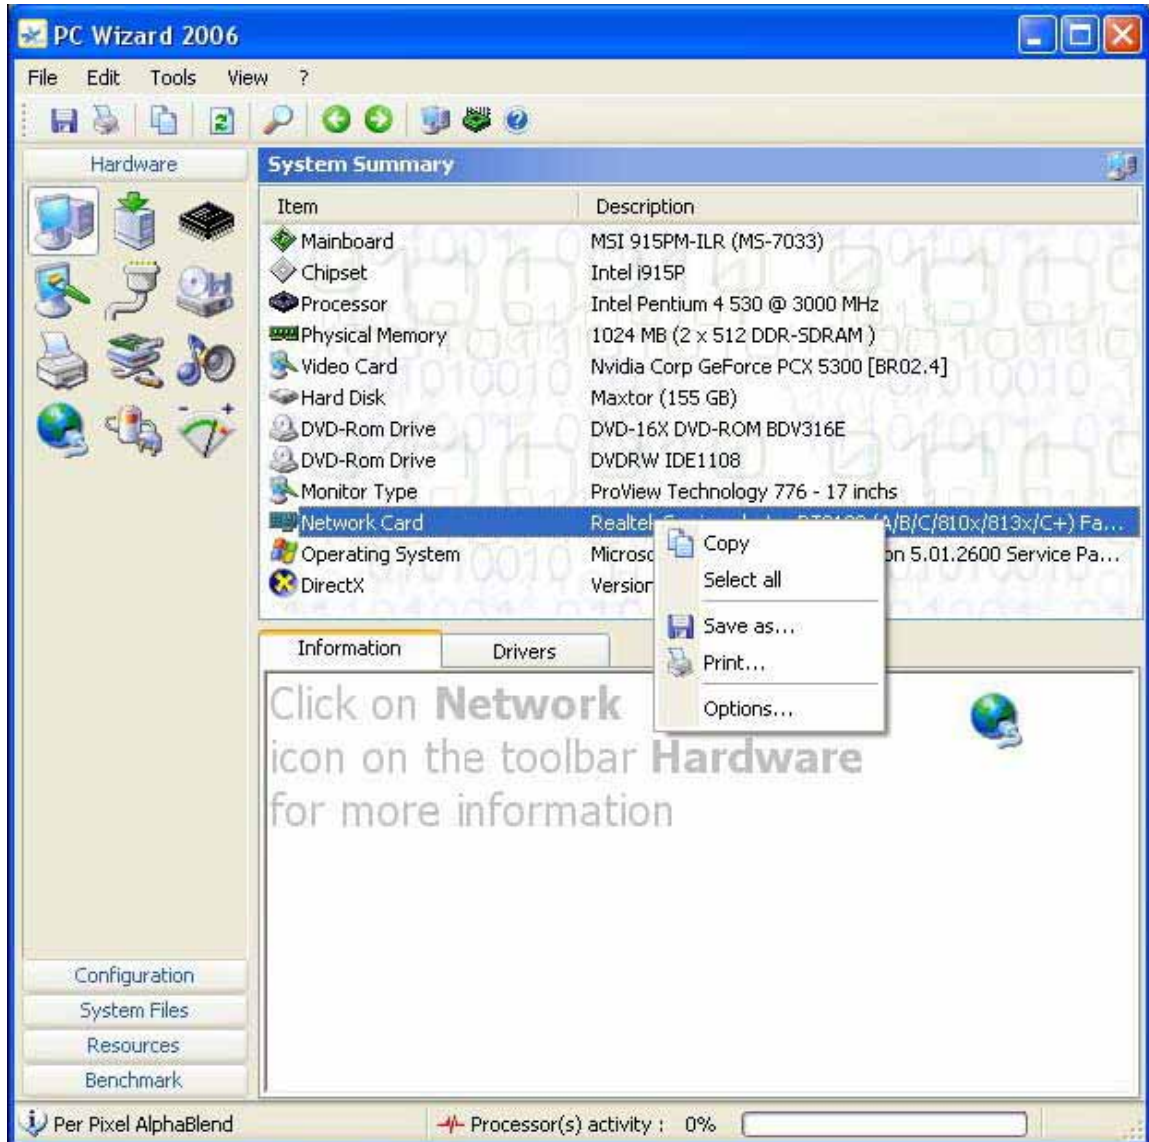 PC Wizard 2006
File Edit Tools View ?
Hardware
System Summary
Item Description
Mainboard MSI 915PM-ILR (MS-7033)
Chipset Intel i915P
Processor Intel Pentium 4 530 @ 3000 MHz
Physical Memory 1024 MB (2 x 512 DDR-SDRAM )
Video Card Nvidia Corp GeForce PCX 5300 [BR02.4]
Hard Disk Maxtor (155 GB)
DVD-Rom Drive DVD-16X DVD-ROM BDV316E
DVD-Rom Drive DVDRW IDE1108
Monitor Type ProView Technology 776 - 17 inchs
Network Card Realtek (A/B/C/810x/813x/C+) Fa...
Operating System Microso on 5.01.2600 Service Pa...
DirectX Version
Copy
Select all
Save as...
Print...
Options...
Information Drivers
Click on Network
icon on the toolbar Hardware
for more information
Configuration
System Files
Resources
Benchmark
Per Pixel AlphaBlend Processor(s) activity : 0%